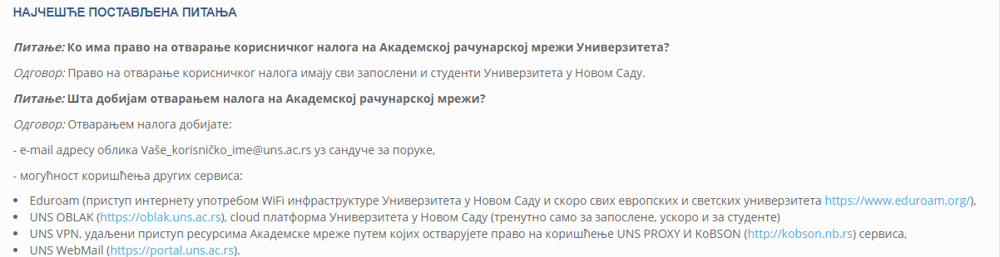 НАЈЧЕШЋЕ ПОСТАВЉЕНА ПИТАЊА
Питање: Ко има право на отварање корисничког налога на Академској рачунарској мрежи Универзитета?
Одговор: Право на отварање корисничког налога имају сви запослени и студенти Универзитета у Новом Саду.
Питање: Шта добијам отварањем налога на Академској рачунарској мрежи?
Одговор: Отварањем налога добијате:
- e-mail адресу облика Vaše_korisničko_ime@uns.ac.rs уз сандуче за поруке,
- могућност коришћења других сервиса:
• Eduroam (приступ интернету употребом WiFi инфраструктуре Универзитета у Новом Саду и скоро свих европских и светских универзитета https://www.eduroam.org/),
• UNS OBLAK (https://oblak.uns.ac.rs), cloud платформа Универзитета у Новом Саду (тренутно само за запослене, ускоро и за студенте)
• UNS VPN, удаљени приступ ресурсима Академске мреже путем којих остварујете право на коришћење UNS PROXY И KoBSON (http://kobson.nb.rs) сервиса,
• UNS WebMail (https://portal.uns.ac.rs).